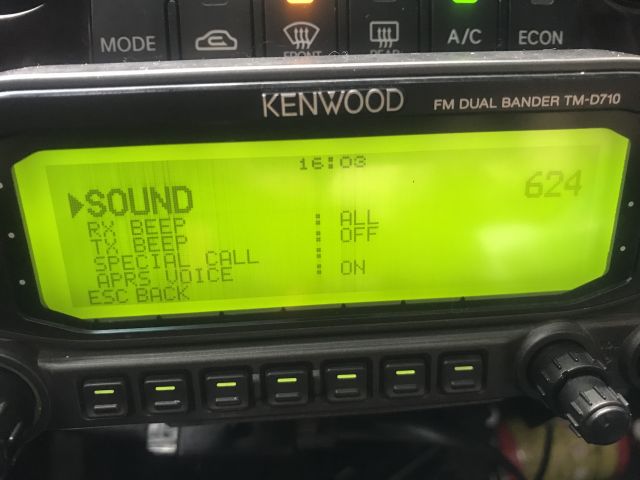 MODE
FRONT
REAR
A/C
ECON
KENWOOD
FM DUAL BANDER TM-D710
16:03
624
▶SOUND
RX BEEP : ALL
TX BEEP : OFF
SPECIAL CALL :
APRS VOICE : ON
ESC BACK